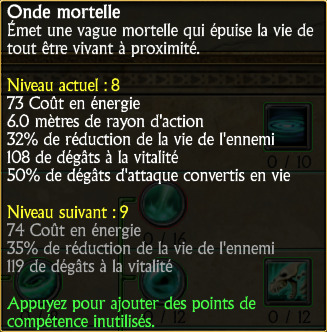 Onde mortelle
Émet une vague mortelle qui épuise la vie de
tout être vivant à proximité.
Niveau actuel : 8
73 Coût en énergie
6.0 mètres de rayon d'action
32% de réduction de la vie de l'ennemi
108 de dégâts à la vitalité
50% de dégâts d'attaque convertis en vie
Niveau suivant : 9
74 Coût en énergie
35% de réduction de la vie de l'ennemi
119 de dégâts à la vitalité
Appuyez pour ajouter des points de
compétence inutilisés.
0 / 10
0 / 12